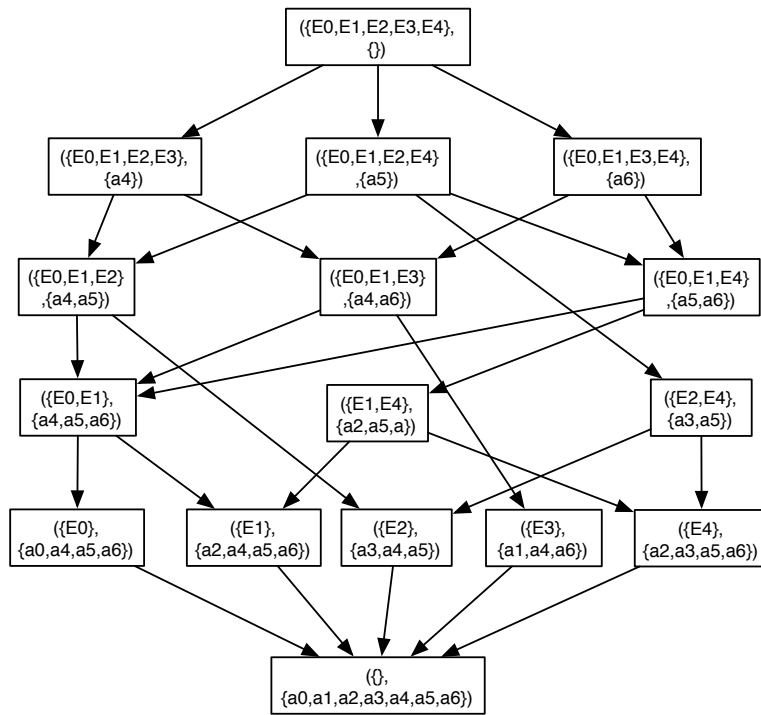 ({E0,E1,E2,E3,E4},
{})
({E0,E1,E2,E3},
{a4})
({E0,E1,E2,E4}
,{a5})
({E0,E1,E3,E4},
{a6})
({E0,E1,E2}
,{a4,a5})
({E0,E1,E3}
,{a4,a6})
({E0,E1,E4}
,{a5,a6})
({E0,E1},
{a4,a5,a6})
({E1,E4},
{a2,a5,a})
({E2,E4},
{a3,a5})
({E0},
{a0,a4,a5,a6})
({E1},
{a2,a4,a5,a6})
({E2},
{a3,a4,a5})
({E3},
{a1,a4,a6})
({E4},
{a2,a3,a5,a6})
({},
{a0,a1,a2,a3,a4,a5,a6})